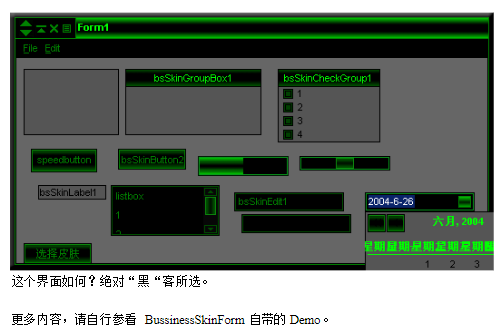 Form1
File Edit
bsSkinGroupBox1
bsSkinCheckGroup1
1
2
3
4
speedbutton
bsSkinButton2
bsSkinLabel1
listbox
1
2
bsSkinEdit1
2004-6-26
六月, 2004
星期星期星期星期星期星期
1 2 3
选择皮肤
这个界面如何？绝对“黑“客所选。
更多内容，请自行参看 BussinessSkinForm 自带的 Demo。